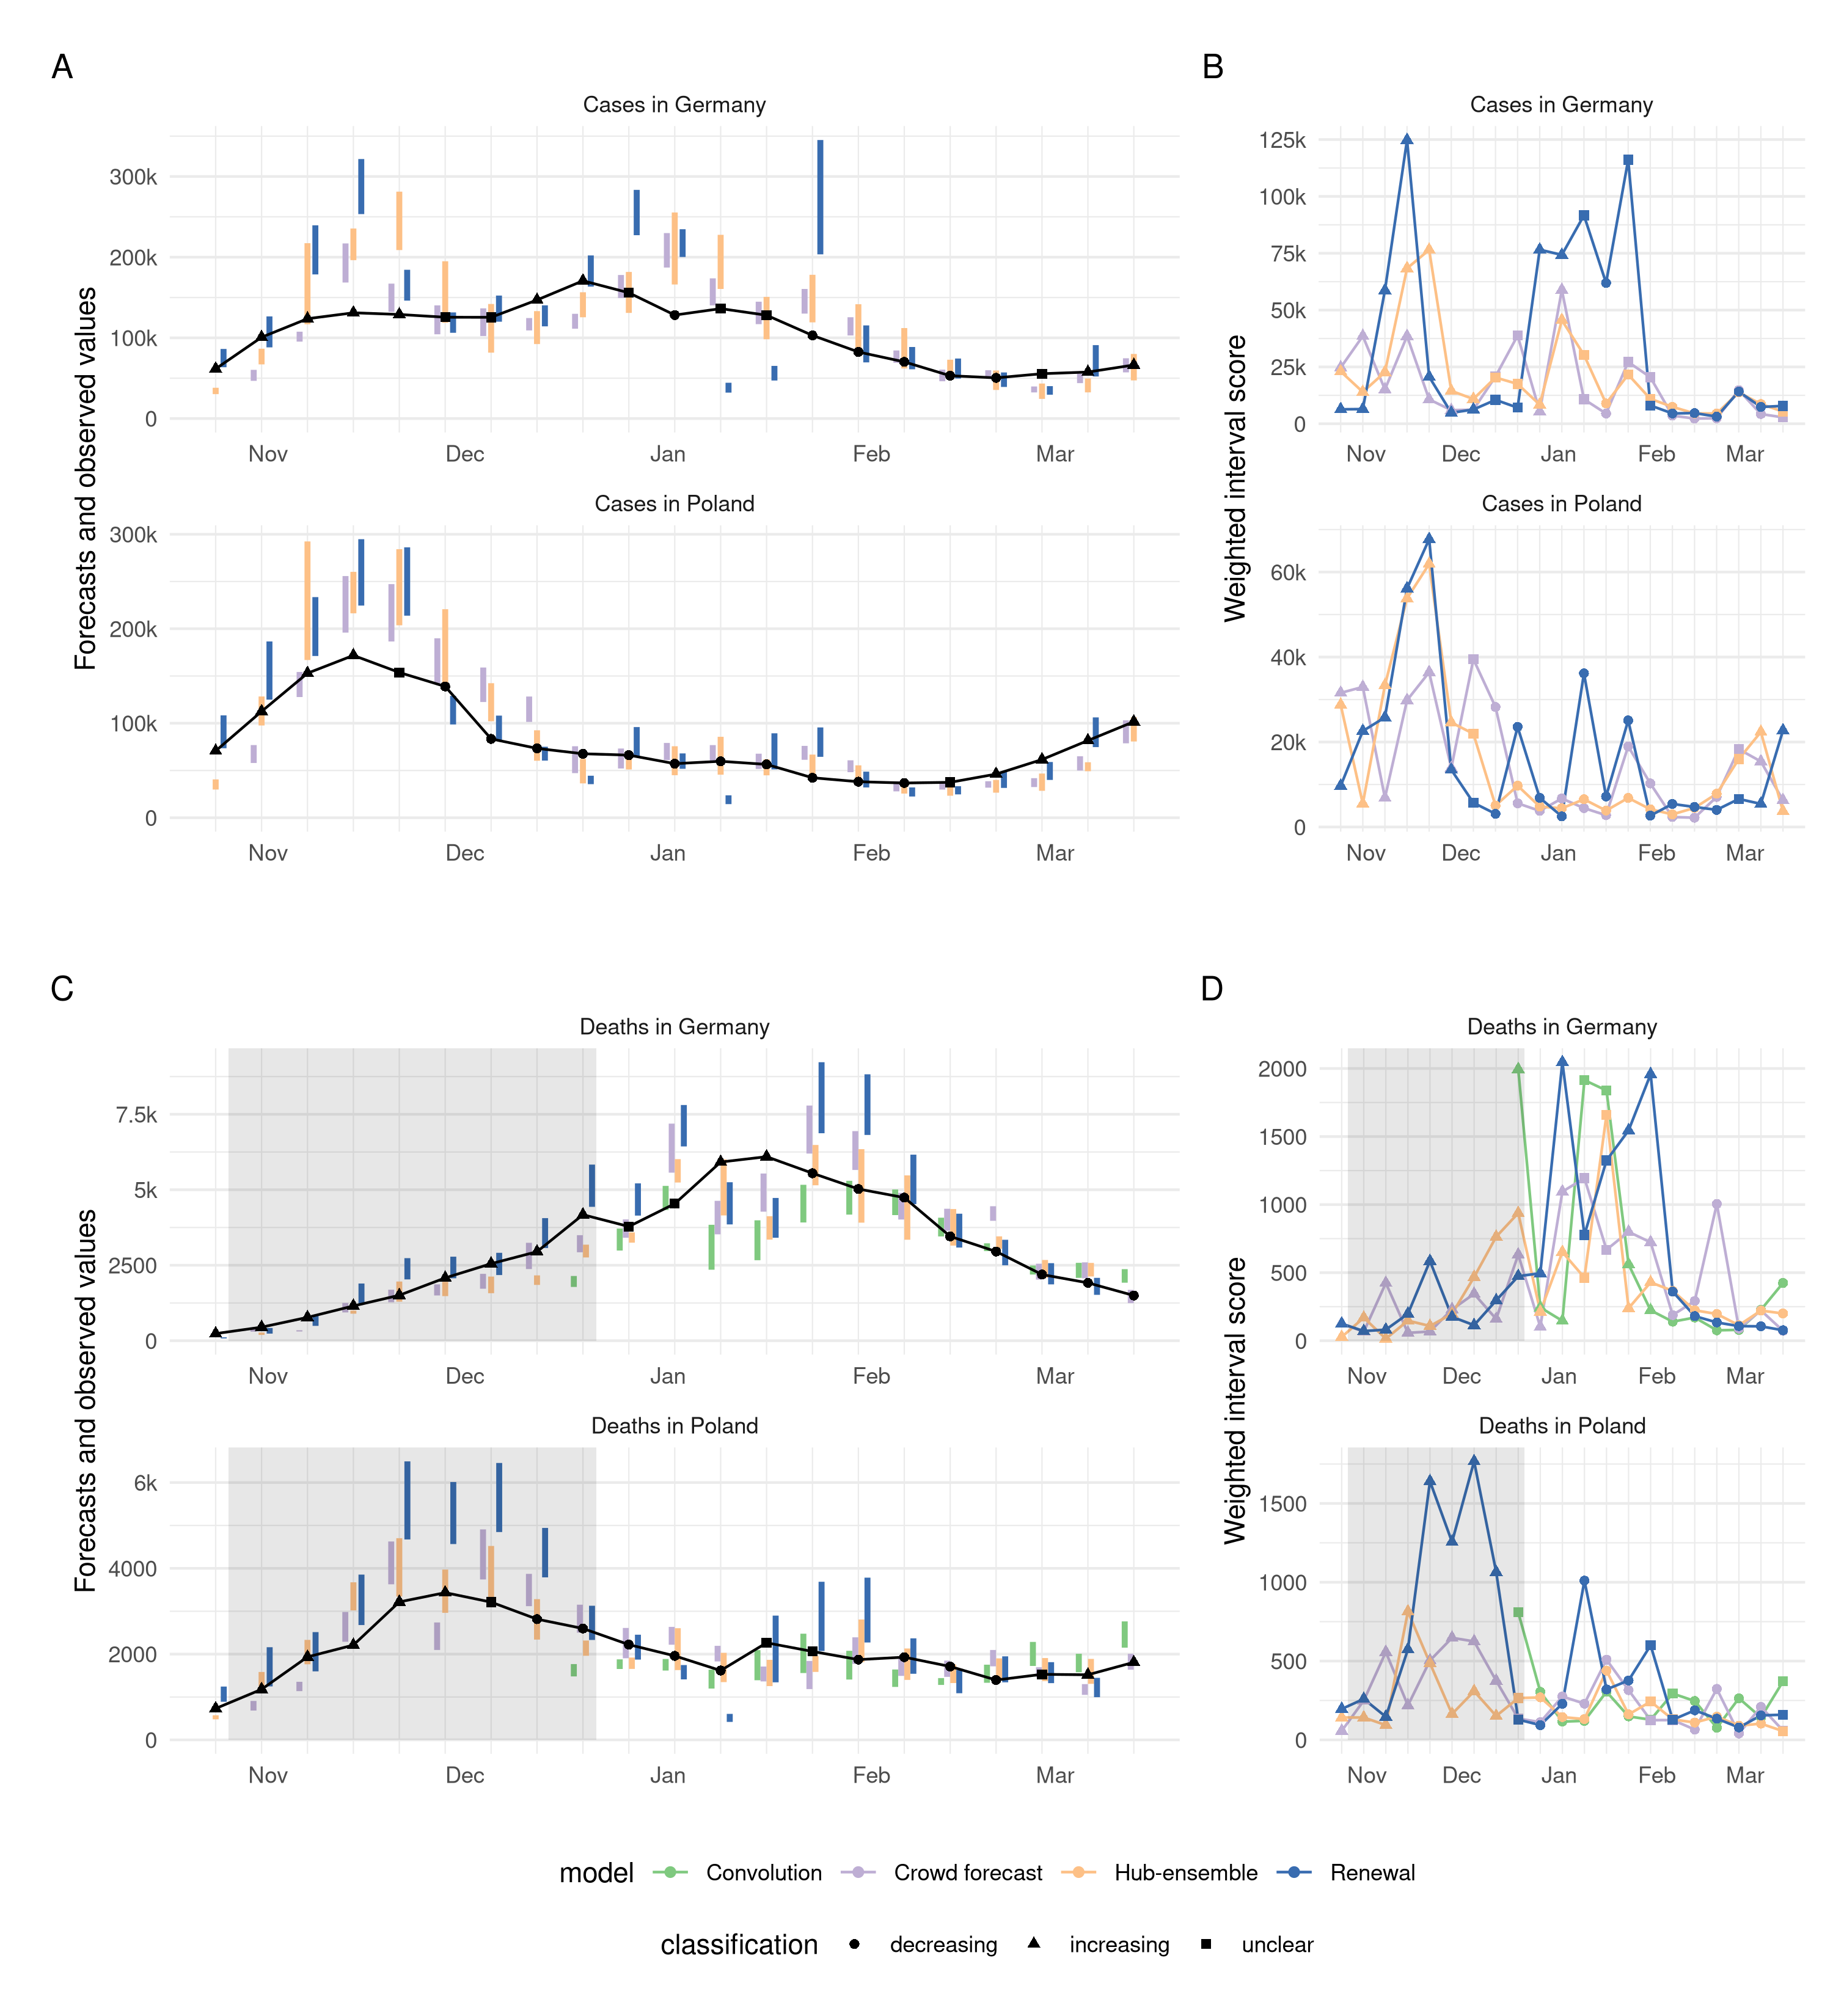 A
Cases in Germany
Forecasts and observed values
300k
200k
100k
0
Nov Dec Jan Feb Mar
Cases in Poland
300k
200k
100k
0
Nov Dec Jan Feb Mar
B
Cases in Germany
Weighted interval score
125k
100k
75k
50k
25k
0
Nov Dec Jan Feb Mar
Cases in Poland
60k
40k
20k
0
Nov Dec Jan Feb Mar
C
Deaths in Germany
Forecasts and observed values
7.5k
5k
2500
0
Nov Dec Jan Feb Mar
Deaths in Poland
6k
4000
2000
0
Nov Dec Jan Feb Mar
D
Deaths in Germany
Weighted interval score
2000
1500
1000
500
0
Nov Dec Jan Feb Mar
Deaths in Poland
1500
1000
500
0
Nov Dec Jan Feb Mar
model Convolution Crowd forecast Hub-ensemble Renewal
classification decreasing increasing unclear